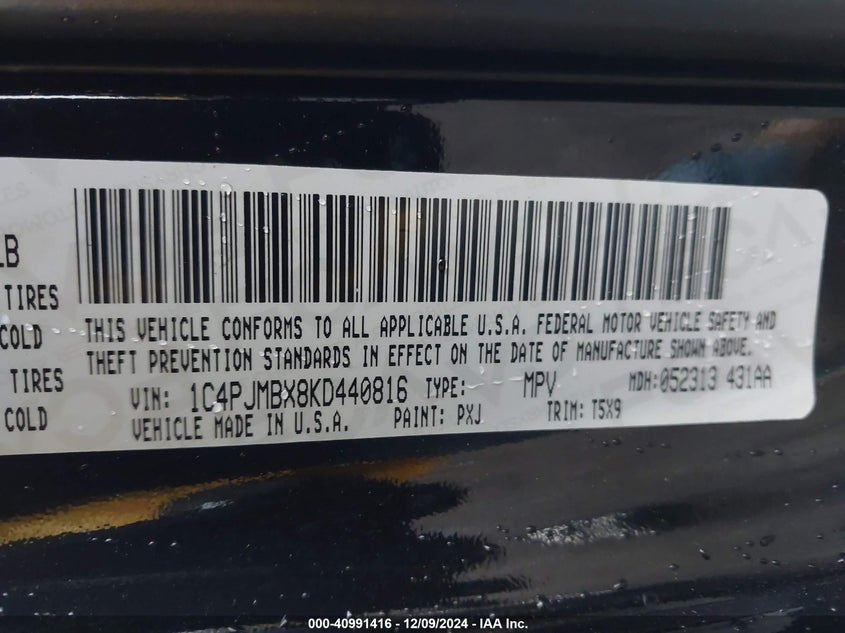 LB
TIRES
COLD
TIRES
COLD
THIS VEHICLE CONFORMS TO ALL APPLICABLE U.S.A. FEDERAL MOTOR VEHICLE SAFETY AND
THEFT PREVENTION STANDARDS IN EFFECT ON THE DATE OF MANUFACTURE SHOWN ABOVE.
VIN: 1C4PJMBX8KD440816 TYPE: MPV MDH: 052313 431AA
VEHICLE MADE IN U.S.A. PAINT: PXJ TRIM: T5X9
000-40991416 - 12/09/2024 - IAA Inc.